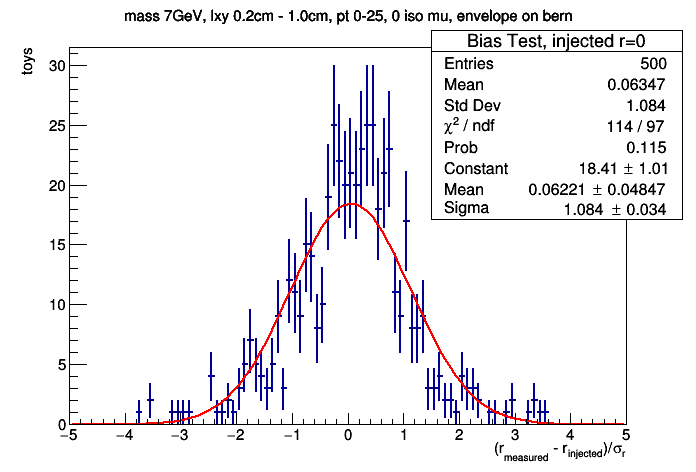 mass 7GeV, lxy 0.2cm - 1.0cm, pt 0-25, 0 iso mu, envelope on bern
Bias Test, injected r=0
Entries 500
Mean 0.06347
Std Dev 1.084
χ² / ndf 114 / 97
Prob 0.115
Constant 18.41 ± 1.01
Mean 0.06221 ± 0.04847
Sigma 1.084 ± 0.034
toys
30
25
20
15
10
5
0
−5 −4 −3 −2 −1 0 1 2 3 4 5
(r_measured - r_injected)/σ_r